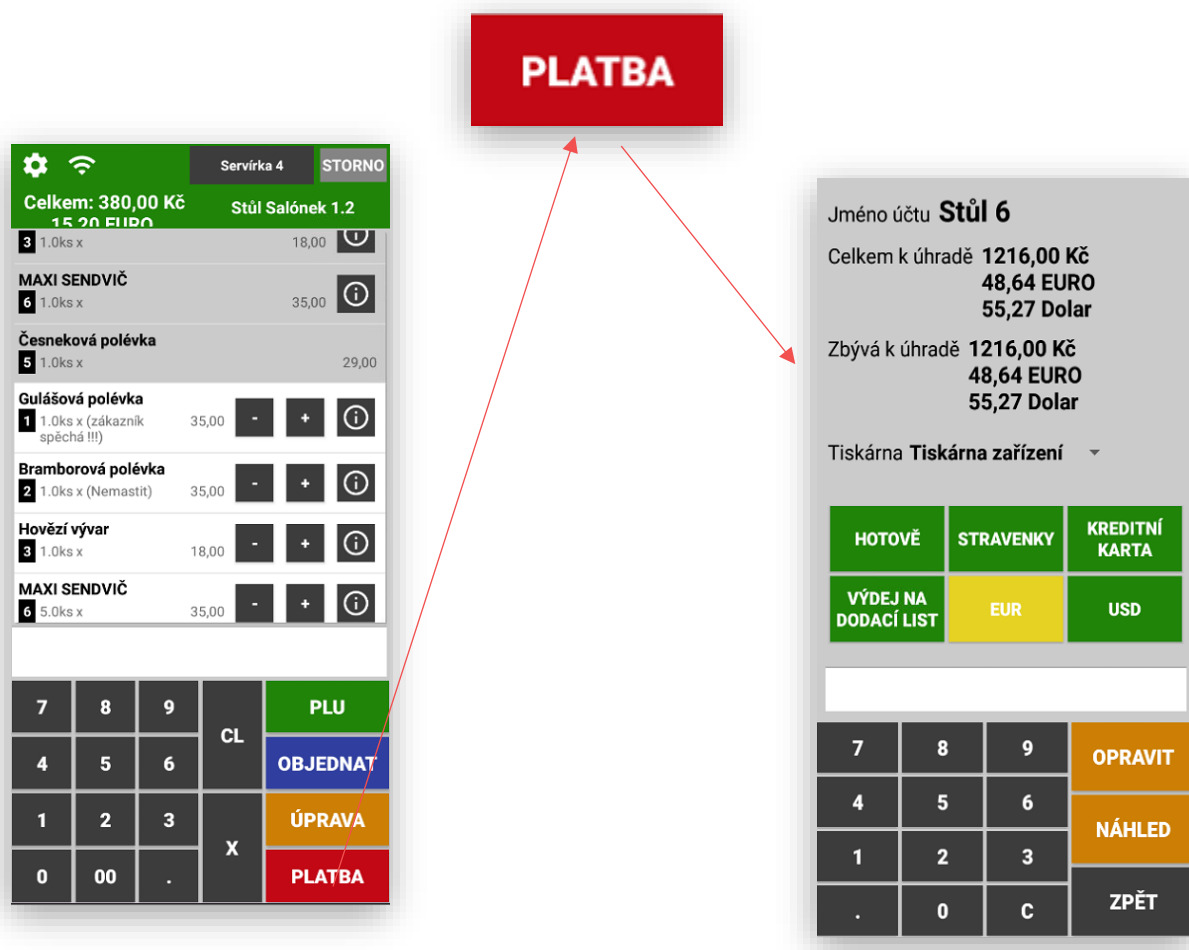 PLATBA
Servírka 4
STORNO
Celkem: 380,00 Kč
15,20 EURO
Stůl Salónek 1.2
3 1.0ks x 18,00
MAXI SENDVIČ
6 1.0ks x 35,00
Česneková polévka
5 1.0ks x 29,00
Gulášová polévka
1 1.0ks x (zákazník 35,00 - +
spěchá !!!)
Bramborová polévka
2 1.0ks x (Nemastit) 35,00 - +
Hovězí vývar
3 1.0ks x 18,00 - +
MAXI SENDVIČ
6 5.0ks x 35,00 - +
7 8 9 CL PLU
4 5 6 OBJEDNAT
1 2 3 X ÚPRAVA
0 00 . PLATBA
Jméno účtu Stůl 6
Celkem k úhradě 1216,00 Kč
48,64 EURO
55,27 Dolar
Zbývá k úhradě 1216,00 Kč
48,64 EURO
55,27 Dolar
Tiskárna Tiskárna zařízení
HOTOVĚ
STRAVENKY
KREDITNÍ
KARTA
VÝDEJ NA
DODACÍ LIST
EUR
USD
7 8 9 OPRAVIT
4 5 6 NÁHLED
1 2 3
. 0 C ZPĚT